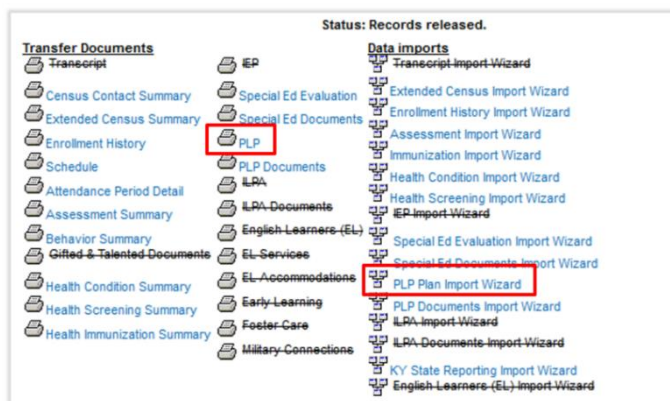 Status: Records released.
Transfer Documents
Transcript
Census Contact Summary
Extended Census Summary
Enrollment History
Schedule
Attendance Period Detail
Assessment Summary
Behavior Summary
Gifted & Talented Documents
Health Condition Summary
Health Screening Summary
Health Immunization Summary
IEP
Special Ed Evaluation
Special Ed Documents
PLP
PLP Documents
ILPA
ILPA Documents
English Learners (EL)
EL Services
EL Accommodations
Early Learning
Foster Care
Military Connections
Data imports
Transcript Import Wizard
Extended Census Import Wizard
Enrollment History Import Wizard
Assessment Import Wizard
Immunization Import Wizard
Health Condition Import Wizard
Health Screening Import Wizard
IEP Import Wizard
Special Ed Evaluation Import Wizard
Special Ed Documents Import Wizard
PLP Plan Import Wizard
PLP Documents Import Wizard
ILPA Import Wizard
ILPA Documents Import Wizard
KY State Reporting Import Wizard
English Learners (EL) Import Wizard